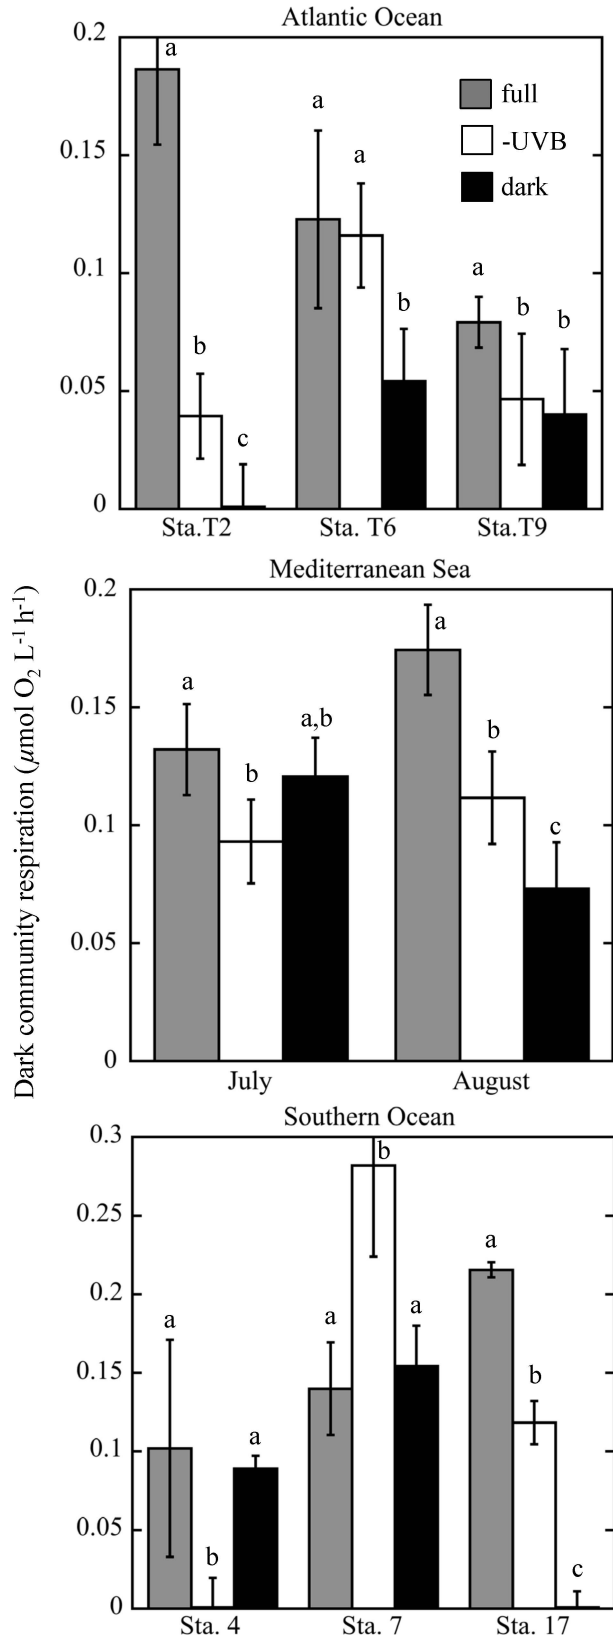 Atlantic Ocean
0.2
0.15
0.1
0.05
0
a
b
c
a
a
b
a
b
b
full
-UVB
dark
Sta.T2
Sta. T6
Sta.T9
Dark community respiration (µmol O₂ L⁻¹ h⁻¹)
Mediterranean Sea
0.2
0.15
0.1
0.05
0
a
b
a,b
a
b
c
July
August
Southern Ocean
0.3
0.25
0.2
0.15
0.1
0.05
0
a
b
a
a
b
a
a
b
c
Sta. 4
Sta. 7
Sta. 17